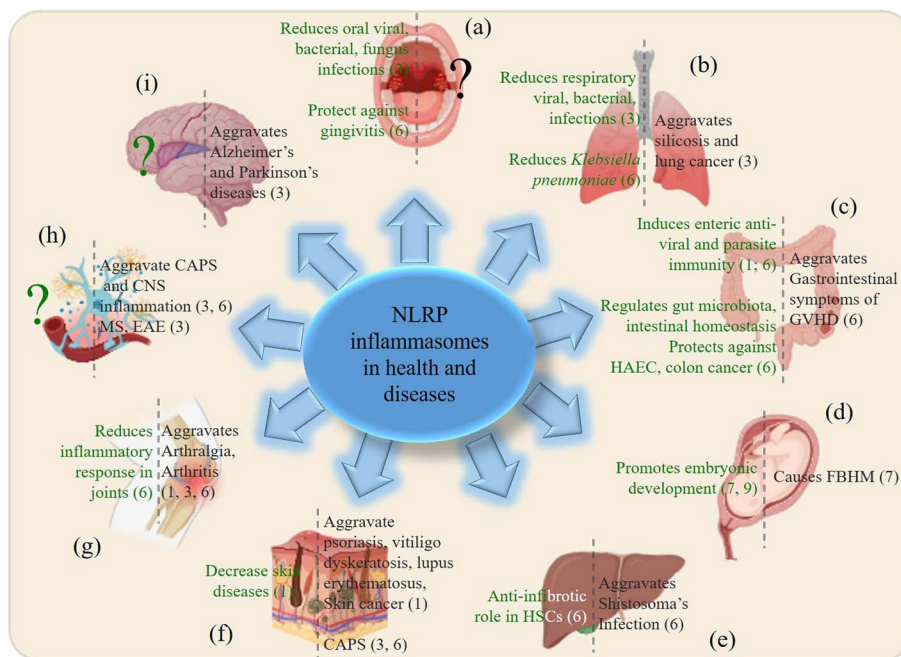 (a)
Reduces oral viral,
bacterial, fungus
infections (3)
?
Protect against
gingivitis (6)
(b)
Reduces respiratory
viral, bacterial,
infections (3)
Reduces Klebsiella
pneumoniae (6)
Aggravates
silicosis and
lung cancer (3)
(c)
Induces enteric anti-
viral and parasite
immunity (1; 6)
Regulates gut microbiota,
intestinal homeostasis
Protects against
HAEC, colon cancer (6)
Aggravates
Gastrointestinal
symptoms of
GVHD (6)
(d)
Promotes embryonic
development (7, 9)
Causes FBHM (7)
Anti-infibrotic
role in HSCs (6)
Aggravates
Shistosoma's
Infection (6)
(e)
Decrease skin
diseases (1)
Aggravate
psoriasis, vitiligo
dyskeratosis, lupus
erythematosus,
Skin cancer (1)
CAPS (3, 6)
(f)
Reduces
inflammatory
response in
joints (6)
Aggravates
Arthralgia,
Arthritis
(1, 3, 6)
(g)
(h)
?
Aggravate CAPS
and CNS
inflammation (3, 6)
MS, EAE (3)
(i)
?
Aggravates
Alzheimer's
and Parkinson's
diseases (3)
NLRP
inflammasomes
in health and
diseases